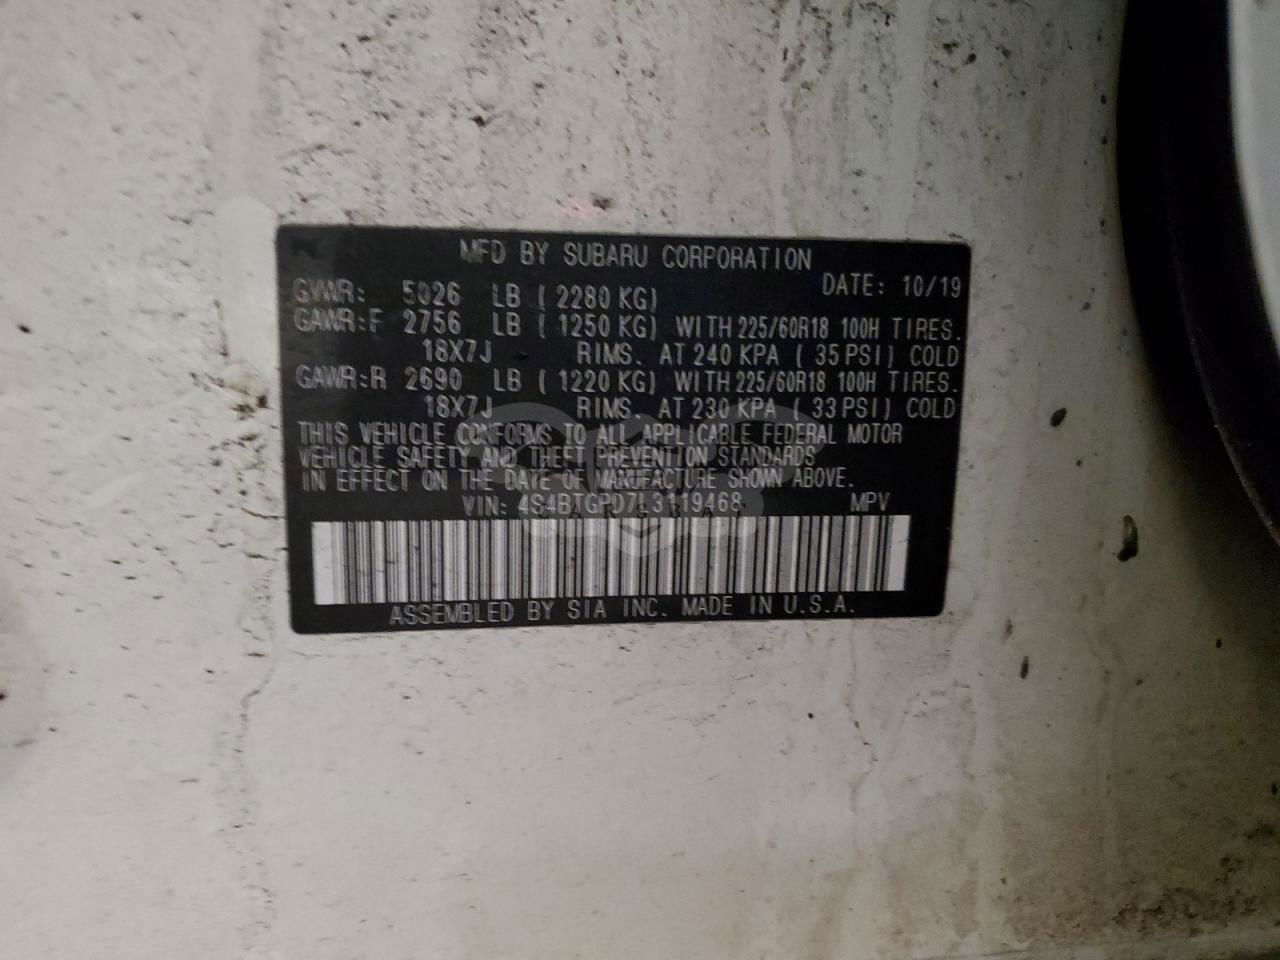 MFD BY SUBARU CORPORATION
DATE: 10/19
GVWR: 5026 LB ( 2280 KG)
GAWR:F 2756 LB ( 1250 KG) WITH 225/60R18 100H TIRES.
18X7J RIMS. AT 240 KPA ( 35 PSI) COLD
GAWR:R 2690 LB ( 1220 KG) WITH 225/60R18 100H TIRES.
18X7J RIMS. AT 230 KPA ( 33 PSI) COLD
THIS VEHICLE CONFORMS TO ALL APPLICABLE FEDERAL MOTOR
VEHICLE SAFETY AND THEFT PREVENTION STANDARDS
IN EFFECT ON THE DATE OF MANUFACTURE SHOWN ABOVE.
VIN: 4S4BTGPD7L3119468 MPV
ASSEMBLED BY SIA INC. MADE IN U.S.A.